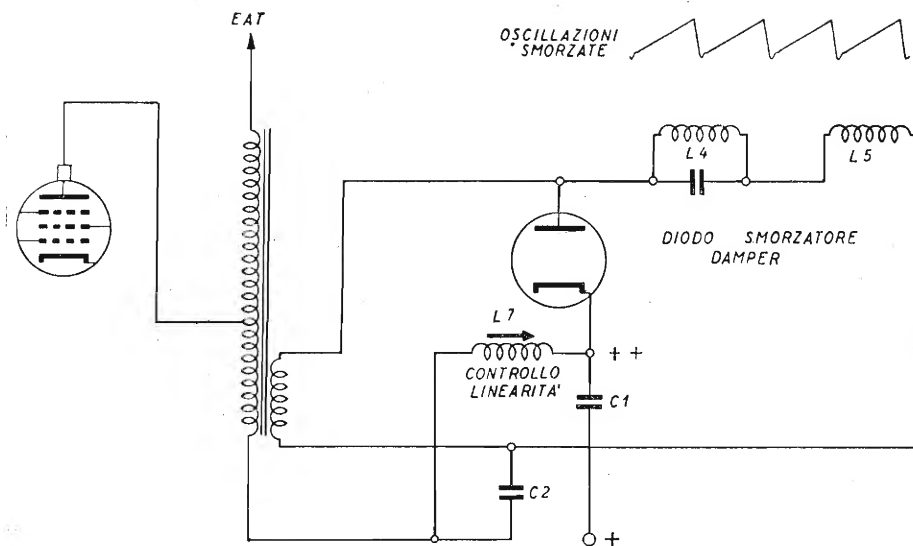 EAT
OSCILLAZIONI
SMORZATE
L4
L5
DIODO SMORZATORE
DAMPER
L7
++
CONTROLLO
LINEARITA'
C1
C2
+